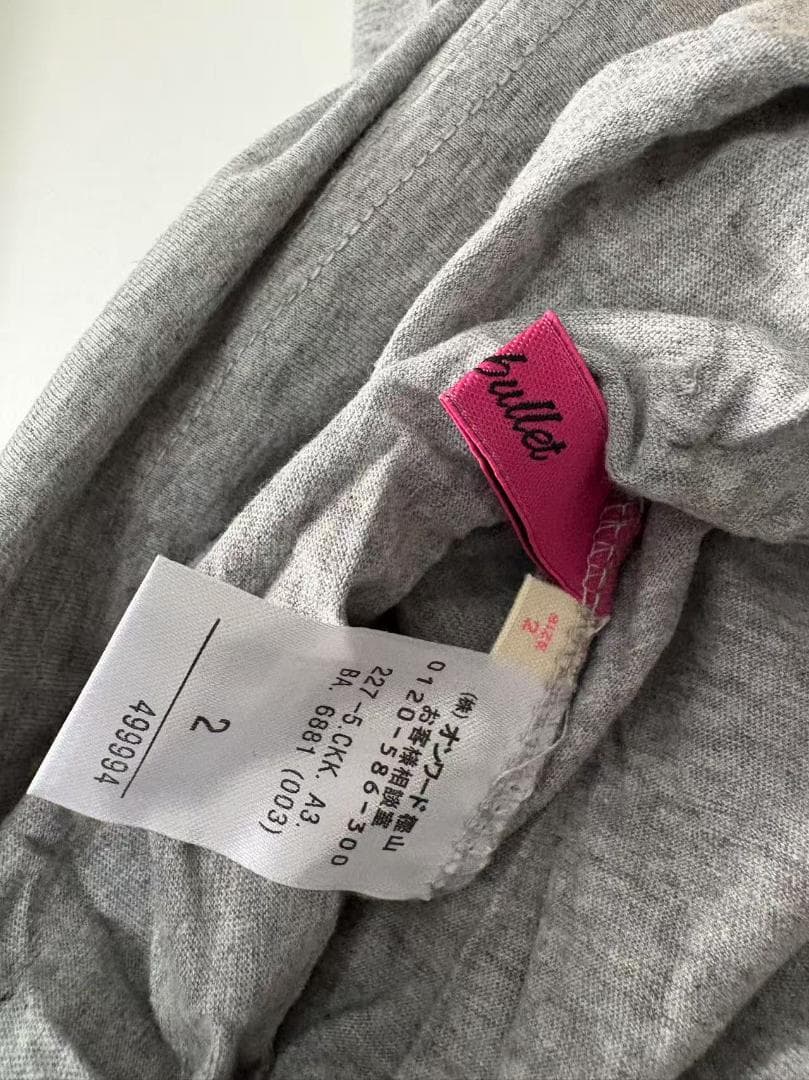 bullet
SIZE
2
(株)オンワード樫山
お客様相談室
0120-586-300
227-5.CKK. A3.
BA. 6881 (003)
2
499994